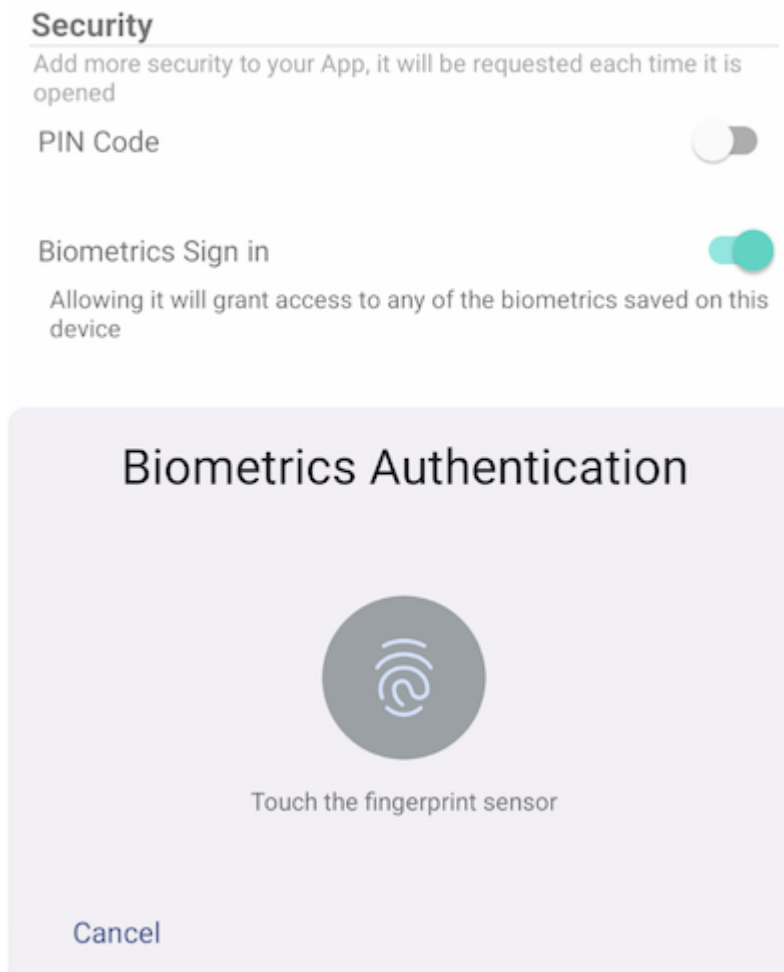 Security
Add more security to your App, it will be requested each time it is
opened
PIN Code
Biometrics Sign in
Allowing it will grant access to any of the biometrics saved on this
device
Biometrics Authentication
Touch the fingerprint sensor
Cancel